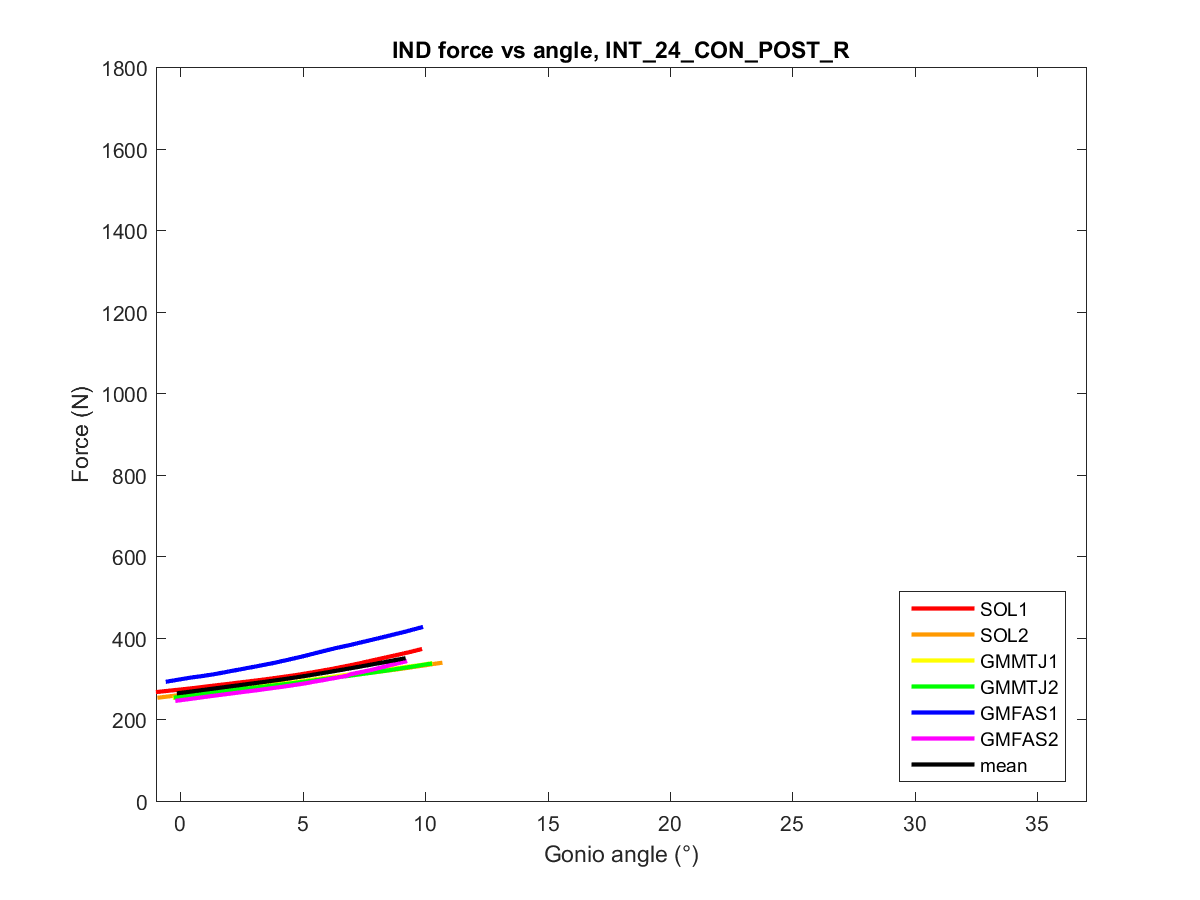 IND force vs angle, INT_24_CON_POST_R
1800
1600
1400
1200
1000
800
600
400
200
0
Force (N)
0 5 10 15 20 25 30 35
Gonio angle (°)
SOL1
SOL2
GMMTJ1
GMMTJ2
GMFAS1
GMFAS2
mean